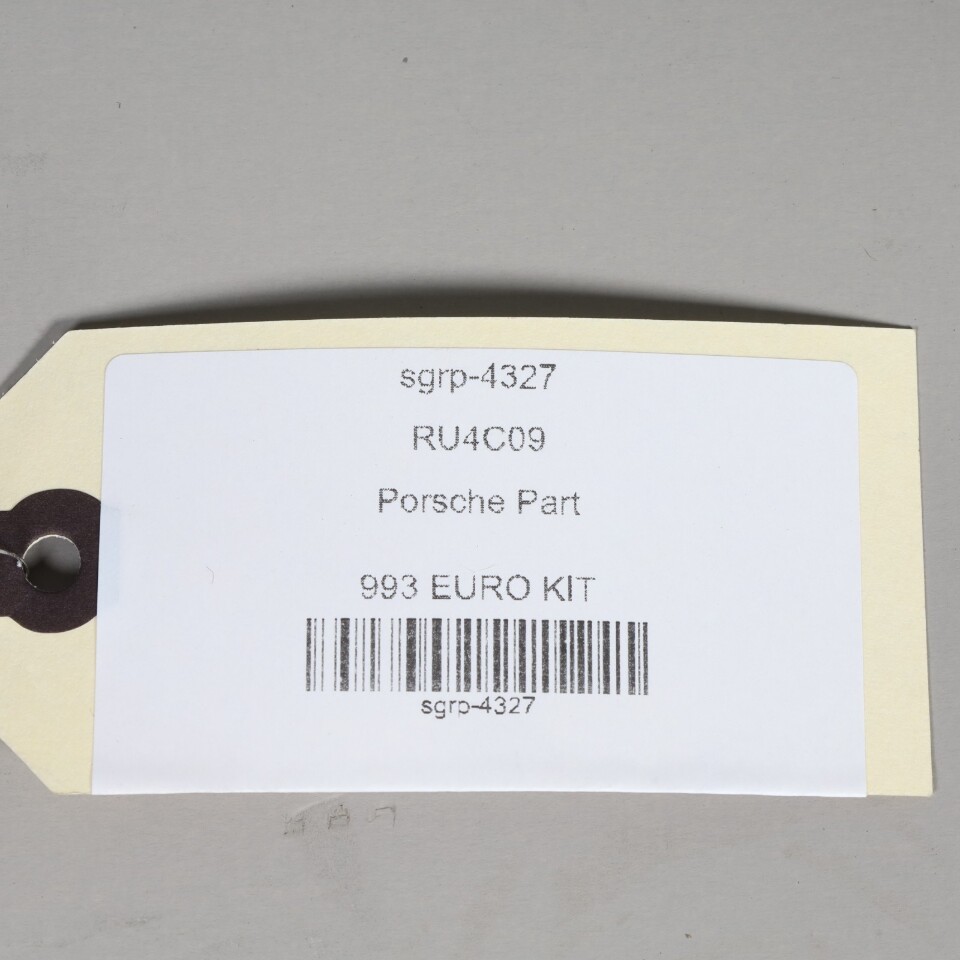 sgrp-4327
RU4C09
Porsche Part
993 EURO KIT
sgrp-4327